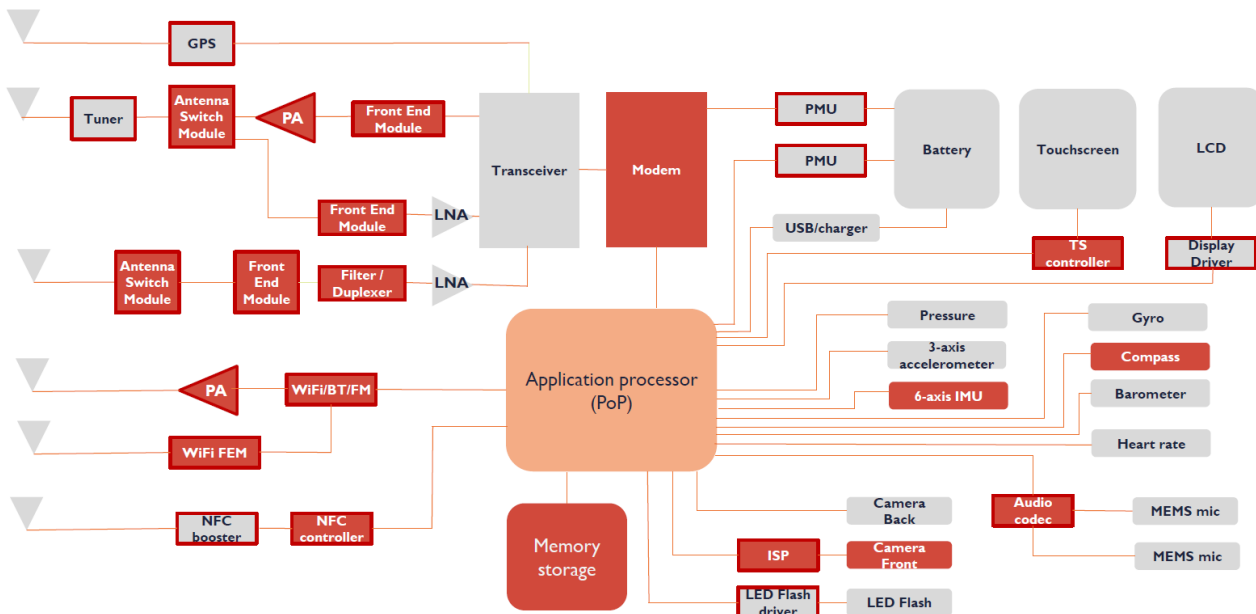 GPS
Tuner
Antenna
Switch
Module
PA
Front End
Module
Transceiver
Modem
PMU
PMU
Battery
Touchscreen
LCD
Front End
Module
LNA
USB/charger
TS
controller
Display
Driver
Antenna
Switch
Module
Front
End
Module
Filter /
Duplexer
LNA
Pressure
Gyro
3-axis
accelerometer
Compass
6-axis IMU
Barometer
Heart rate
PA
WiFi/BT/FM
Application processor
(PoP)
WiFi FEM
NFC
booster
NFC
controller
Memory
storage
Camera
Back
Audio
codec
MEMS mic
ISP
Camera
Front
MEMS mic
LED Flash
driver
LED Flash